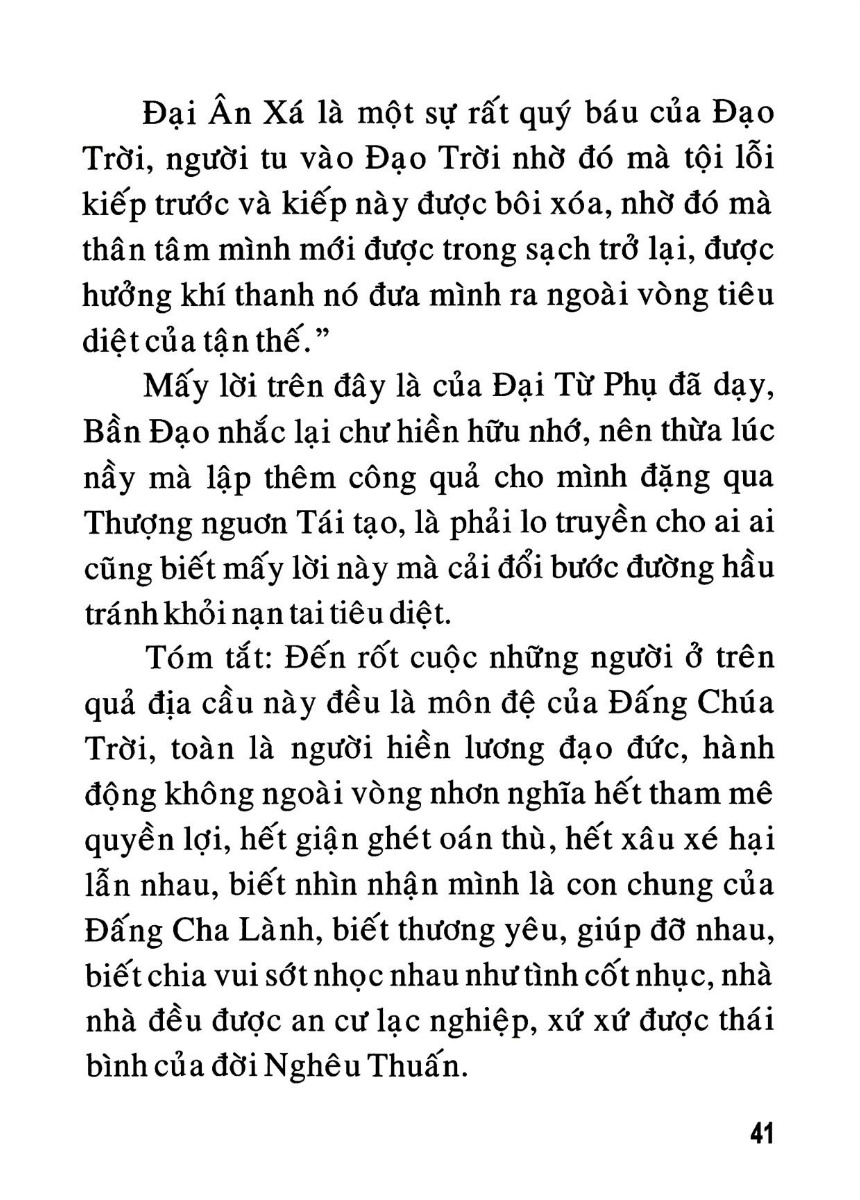 Đại Ân Xá là một sự rất quý báu của Đạo
Trời, người tu vào Đạo Trời nhờ đó mà tội lỗi
kiếp trước và kiếp này được bôi xóa, nhờ đó mà
thân tâm mình mới được trong sạch trở lại, được
hưởng khí thanh nó đưa mình ra ngoài vòng tiêu
diệt của tận thế.”
Mấy lời trên đây là của Đại Từ Phụ đã dạy,
Bần Đạo nhắc lại chư hiền hữu nhớ, nên thừa lúc
nầy mà lập thêm công quả cho mình đặng qua
Thượng nguơn Tái tạo, là phải lo truyền cho ai ai
cũng biết mấy lời này mà cải đổi bước đường hầu
tránh khỏi nạn tai tiêu diệt.
Tóm tắt: Đến rốt cuộc những người ở trên
quả địa cầu này đều là môn đệ của Đấng Chúa
Trời, toàn là người hiền lương đạo đức, hành
động không ngoài vòng nhơn nghĩa hết tham mê
quyền lợi, hết giận ghét oán thù, hết xâu xé hại
lẫn nhau, biết nhìn nhận mình là con chung của
Đấng Cha Lành, biết thương yêu, giúp đỡ nhau,
biết chia vui sớt nhọc nhau như tình cốt nhục, nhà
nhà đều được an cư lạc nghiệp, xứ xứ được thái
bình của đời Nghêu Thuấn.
41